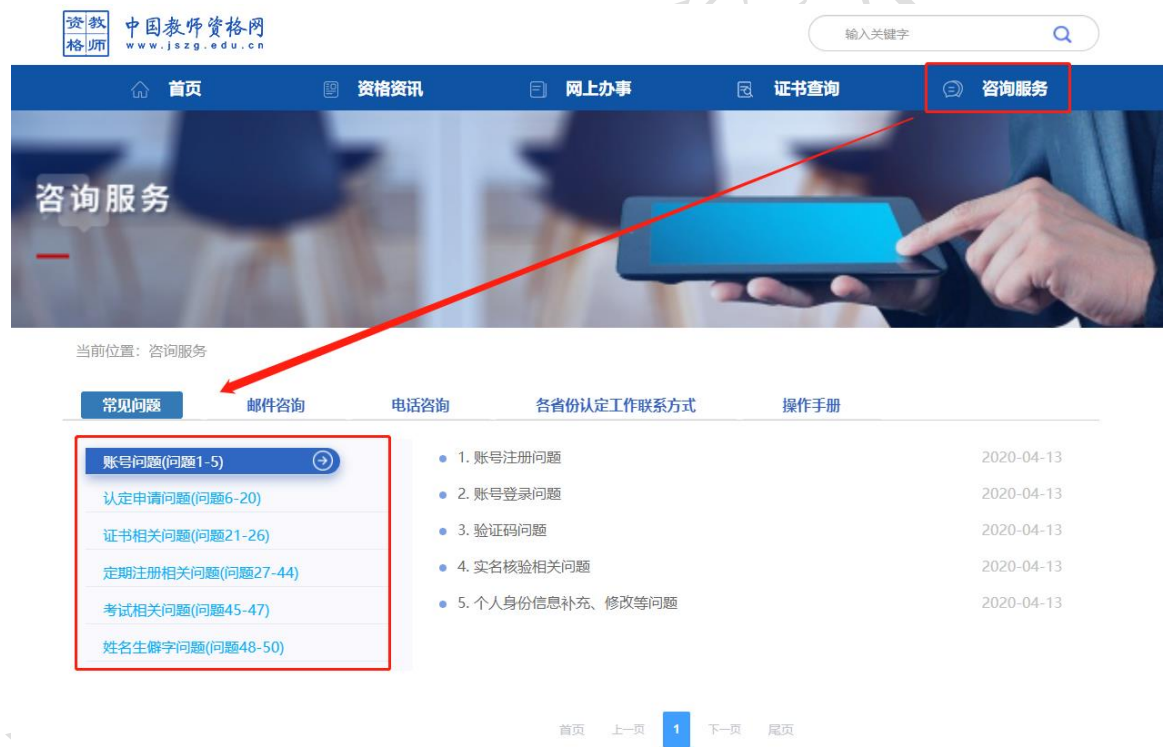 资教
格师
中国教师资格网
www.jszg.edu.cn
输入关键字
首页
资格资讯
网上办事
证书查询
咨询服务
咨询服务
当前位置：咨询服务
常见问题
邮件咨询
电话咨询
各省份认定工作联系方式
操作手册
账号问题(问题1-5)
认定申请问题(问题6-20)
证书相关问题(问题21-26)
定期注册相关问题(问题27-44)
考试相关问题(问题45-47)
姓名生僻字问题(问题48-50)
1. 账号注册问题 2020-04-13
2. 账号登录问题 2020-04-13
3. 验证码问题 2020-04-13
4. 实名核验相关问题 2020-04-13
5. 个人身份信息补充、修改等问题 2020-04-13
首页 上一页 1 下一页 尾页